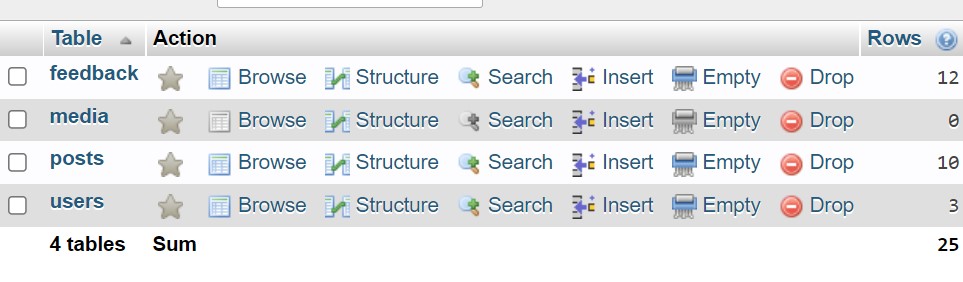 Table Action Rows
feedback Browse Structure Search Insert Empty Drop 12
media Browse Structure Search Insert Empty Drop 0
posts Browse Structure Search Insert Empty Drop 10
users Browse Structure Search Insert Empty Drop 3
4 tables Sum 25